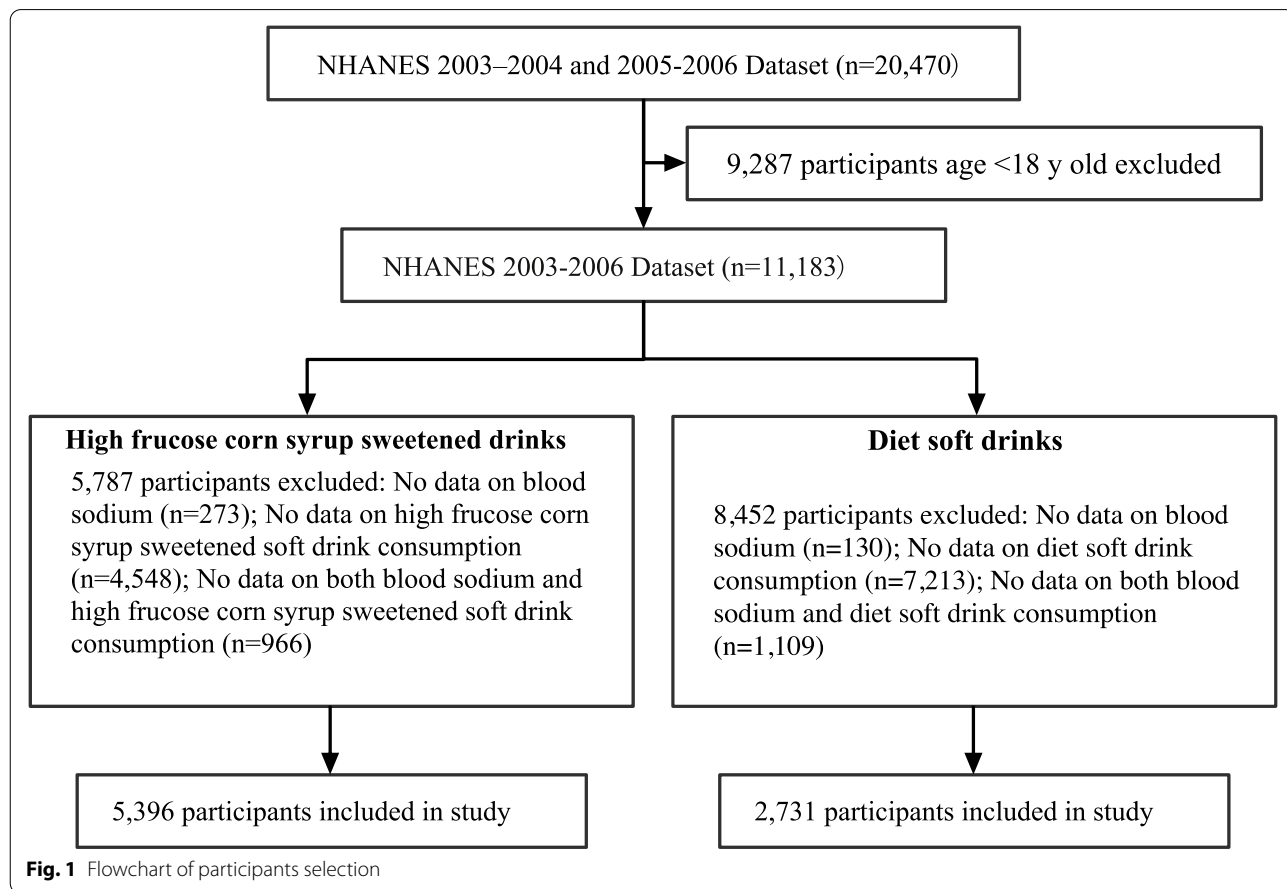 NHANES 2003–2004 and 2005-2006 Dataset (n=20,470)
9,287 participants age <18 y old excluded
NHANES 2003-2006 Dataset (n=11,183)
High frucose corn syrup sweetened drinks
5,787 participants excluded: No data on blood
sodium (n=273); No data on high frucose corn
syrup sweetened soft drink consumption
(n=4,548); No data on both blood sodium and
high frucose corn syrup sweetened soft drink
consumption (n=966)
Diet soft drinks
8,452 participants excluded: No data on blood
sodium (n=130); No data on diet soft drink
consumption (n=7,213); No data on both blood
sodium and diet soft drink consumption
(n=1,109)
5,396 participants included in study
2,731 participants included in study
Fig. 1 Flowchart of participants selection